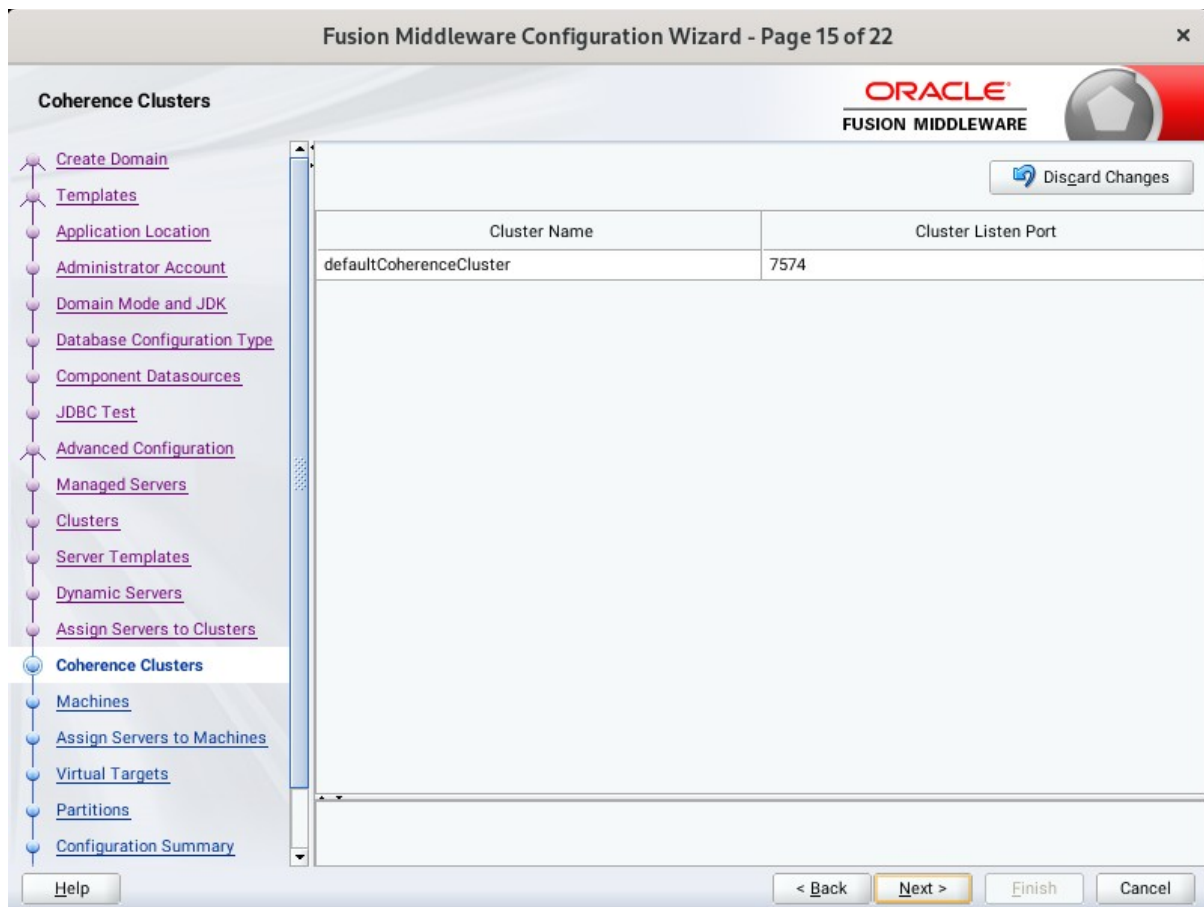 Fusion Middleware Configuration Wizard - Page 15 of 22
Coherence Clusters
ORACLE
FUSION MIDDLEWARE
Create Domain
Templates
Application Location
Administrator Account
Domain Mode and JDK
Database Configuration Type
Component Datasources
JDBC Test
Advanced Configuration
Managed Servers
Clusters
Server Templates
Dynamic Servers
Assign Servers to Clusters
Coherence Clusters
Machines
Assign Servers to Machines
Virtual Targets
Partitions
Configuration Summary
Discard Changes
Cluster Name Cluster Listen Port
defaultCoherenceCluster 7574
Help < Back Next > Finish Cancel